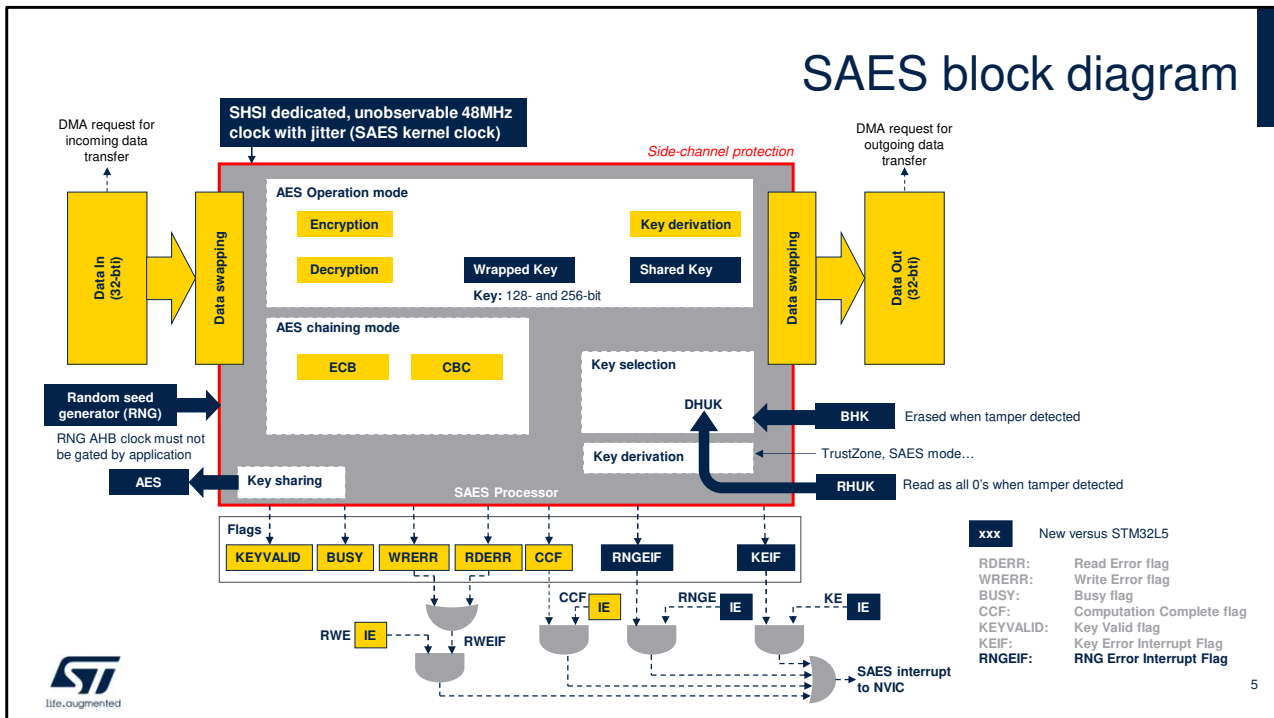 SAES block diagram
SHSI dedicated, unobservable 48MHz
clock with jitter (SAES kernel clock)
DMA request for
incoming data
transfer
DMA request for
outgoing data
transfer
Side-channel protection
Data In
(32-bti)
Data swapping
AES Operation mode
Encryption
Key derivation
Decryption
Wrapped Key
Shared Key
Key: 128- and 256-bit
Data swapping
Data Out
(32-bti)
AES chaining mode
ECB
CBC
Key selection
DHUK
Random seed
generator (RNG)
RNG AHB clock must not
be gated by application
BHK
Erased when tamper detected
Key derivation
TrustZone, SAES mode…
AES
Key sharing
SAES Processor
RHUK
Read as all 0's when tamper detected
Flags
KEYVALID
BUSY
WRERR
RDERR
CCF
RNGEIF
KEIF
CCF
IE
RNGE
IE
KE
IE
RWE
IE
RWEIF
SAES interrupt
to NVIC
xxx
New versus STM32L5
RDERR: Read Error flag
WRERR: Write Error flag
BUSY: Busy flag
CCF: Computation Complete flag
KEYVALID: Key Valid flag
KEIF: Key Error Interrupt Flag
RNGEIF: RNG Error Interrupt Flag
ST
life.augmented
5